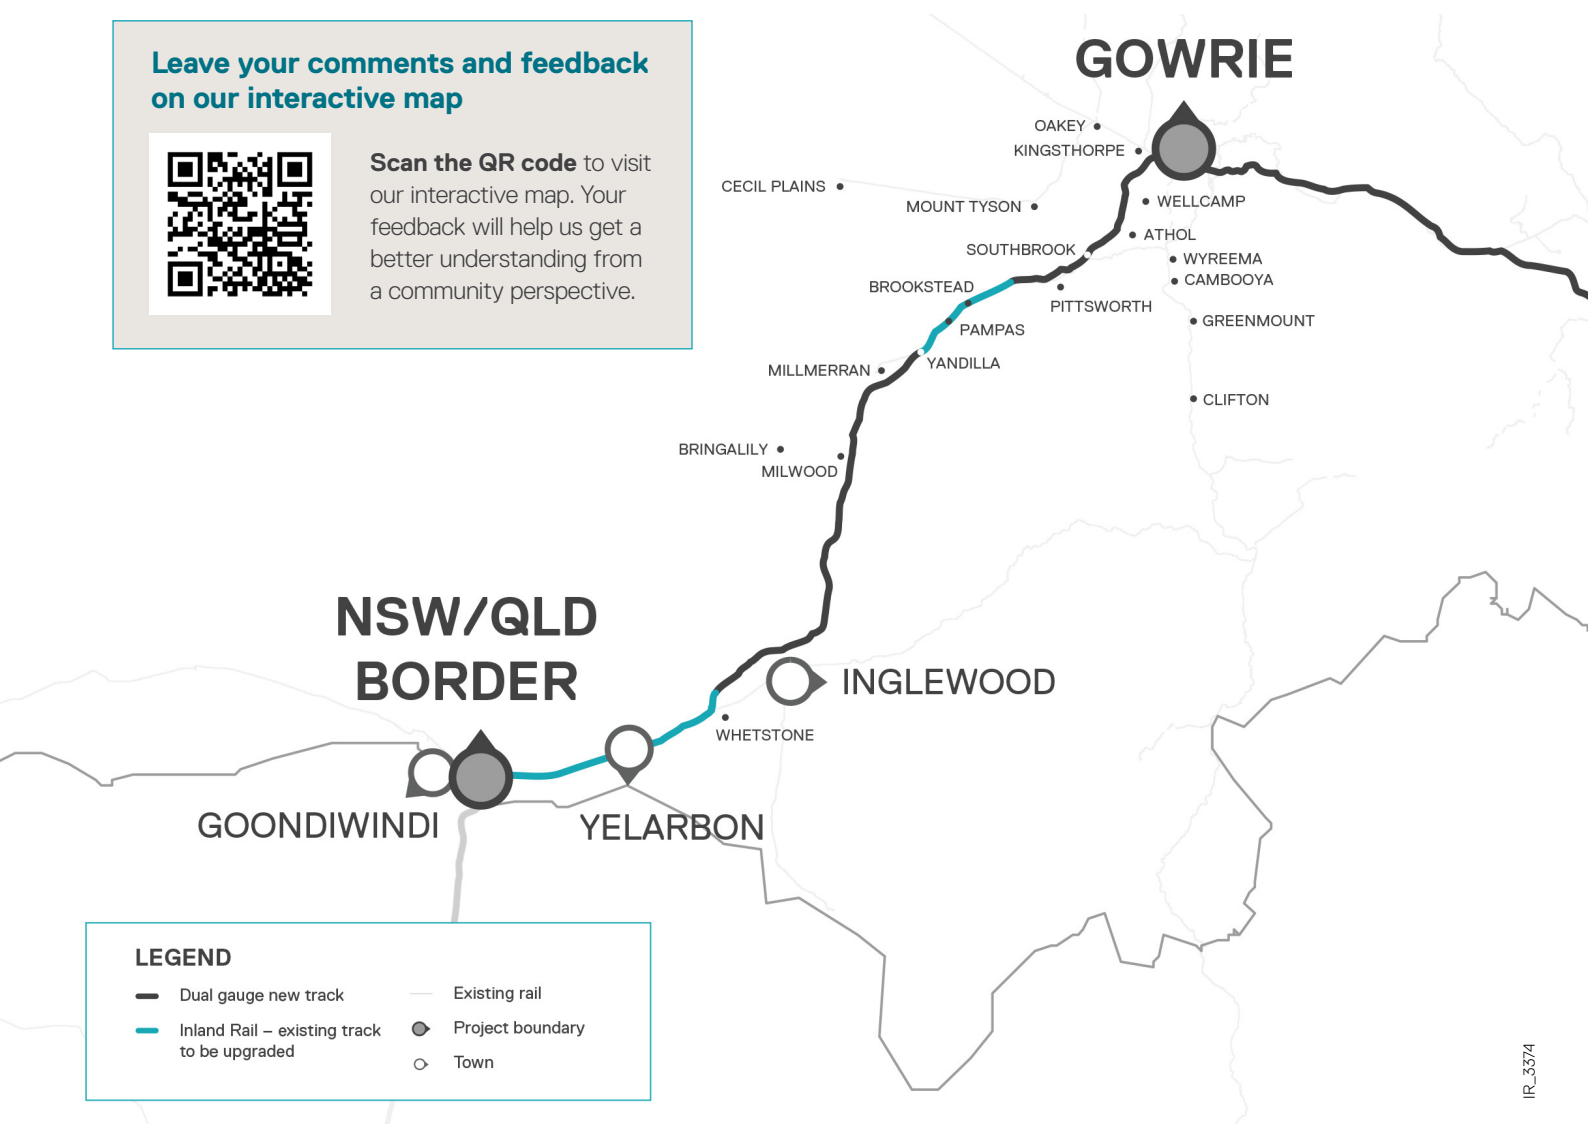 Leave your comments and feedback
on our interactive map
Scan the QR code to visit
our interactive map. Your
feedback will help us get a
better understanding from
a community perspective.
GOWRIE
OAKEY
KINGSTHORPE
CECIL PLAINS
MOUNT TYSON
WELLCAMP
ATHOL
SOUTHBROOK
WYREEMA
CAMBOOYA
BROOKSTEAD
PITTSWORTH
GREENMOUNT
PAMPAS
YANDILLA
MILLMERRAN
CLIFTON
BRINGALILY
MILWOOD
NSW/QLD
BORDER
INGLEWOOD
WHETSTONE
GOONDIWINDI
YELARBON
LEGEND
Dual gauge new track
Inland Rail – existing track
to be upgraded
Existing rail
Project boundary
Town
IR_3374